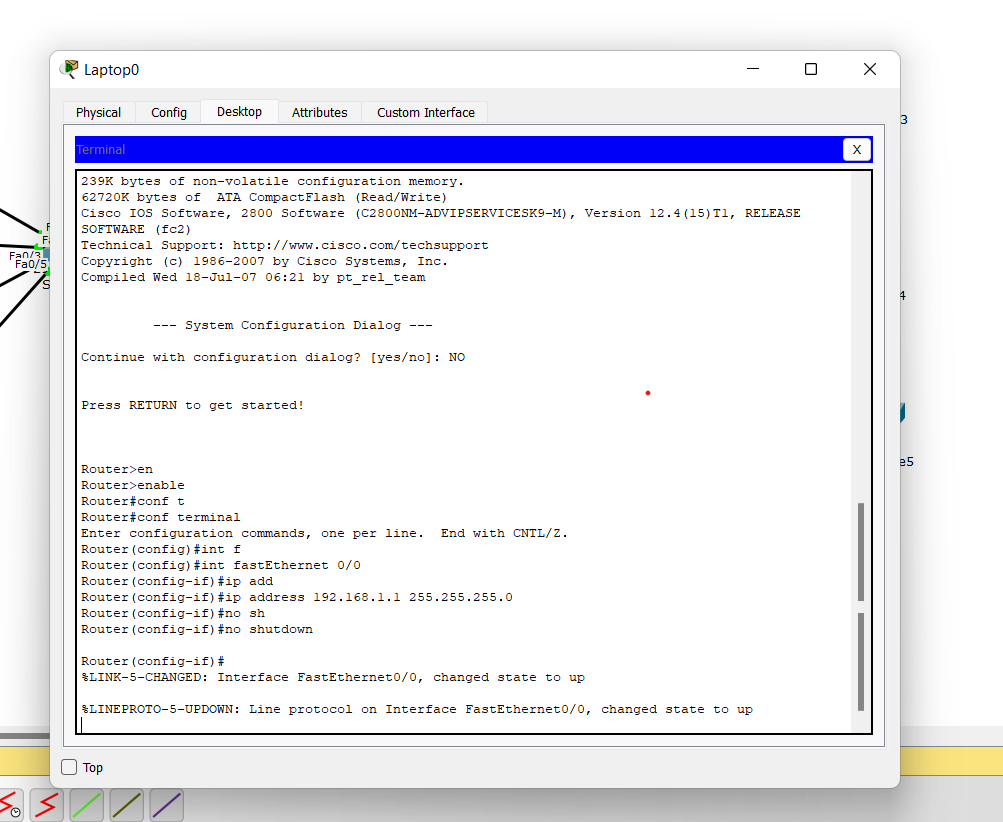 Laptop0
Physical Config Desktop Attributes Custom Interface
Terminal X
239K bytes of non-volatile configuration memory.
62720K bytes of  ATA CompactFlash (Read/Write)
Cisco IOS Software, 2800 Software (C2800NM-ADVIPSERVICESK9-M), Version 12.4(15)T1, RELEASE
SOFTWARE (fc2)
Technical Support: http://www.cisco.com/techsupport
Copyright (c) 1986-2007 by Cisco Systems, Inc.
Compiled Wed 18-Jul-07 06:21 by pt_rel_team
--- System Configuration Dialog ---
Continue with configuration dialog? [yes/no]: NO
Press RETURN to get started!
Router>en
Router>enable
Router#conf t
Router#conf terminal
Enter configuration commands, one per line.  End with CNTL/Z.
Router(config)#int f
Router(config)#int fastEthernet 0/0
Router(config-if)#ip add
Router(config-if)#ip address 192.168.1.1 255.255.255.0
Router(config-if)#no sh
Router(config-if)#no shutdown
Router(config-if)#
%LINK-5-CHANGED: Interface FastEthernet0/0, changed state to up
%LINEPROTO-5-UPDOWN: Line protocol on Interface FastEthernet0/0, changed state to up
Top
Fa0/3
Fa0/5
3
4
e5